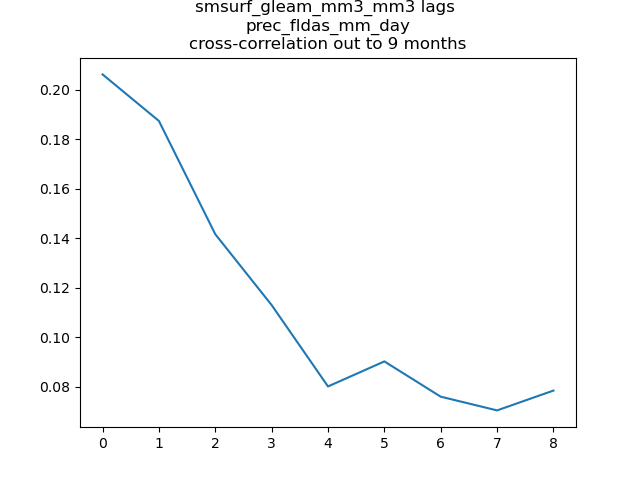 smsurf_gleam_mm3_mm3 lags
prec_fldas_mm_day
cross-correlation out to 9 months
0.20
0.18
0.16
0.14
0.12
0.10
0.08
0 1 2 3 4 5 6 7 8